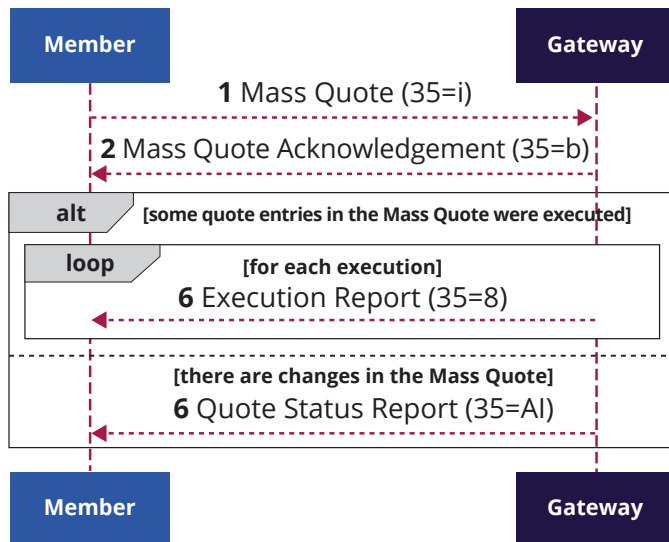 Member
Gateway
1 Mass Quote (35=i)
2 Mass Quote Acknowledgement (35=b)
alt
[some quote entries in the Mass Quote were executed]
loop
[for each execution]
6 Execution Report (35=8)
[there are changes in the Mass Quote]
6 Quote Status Report (35=AI)
Member
Gateway